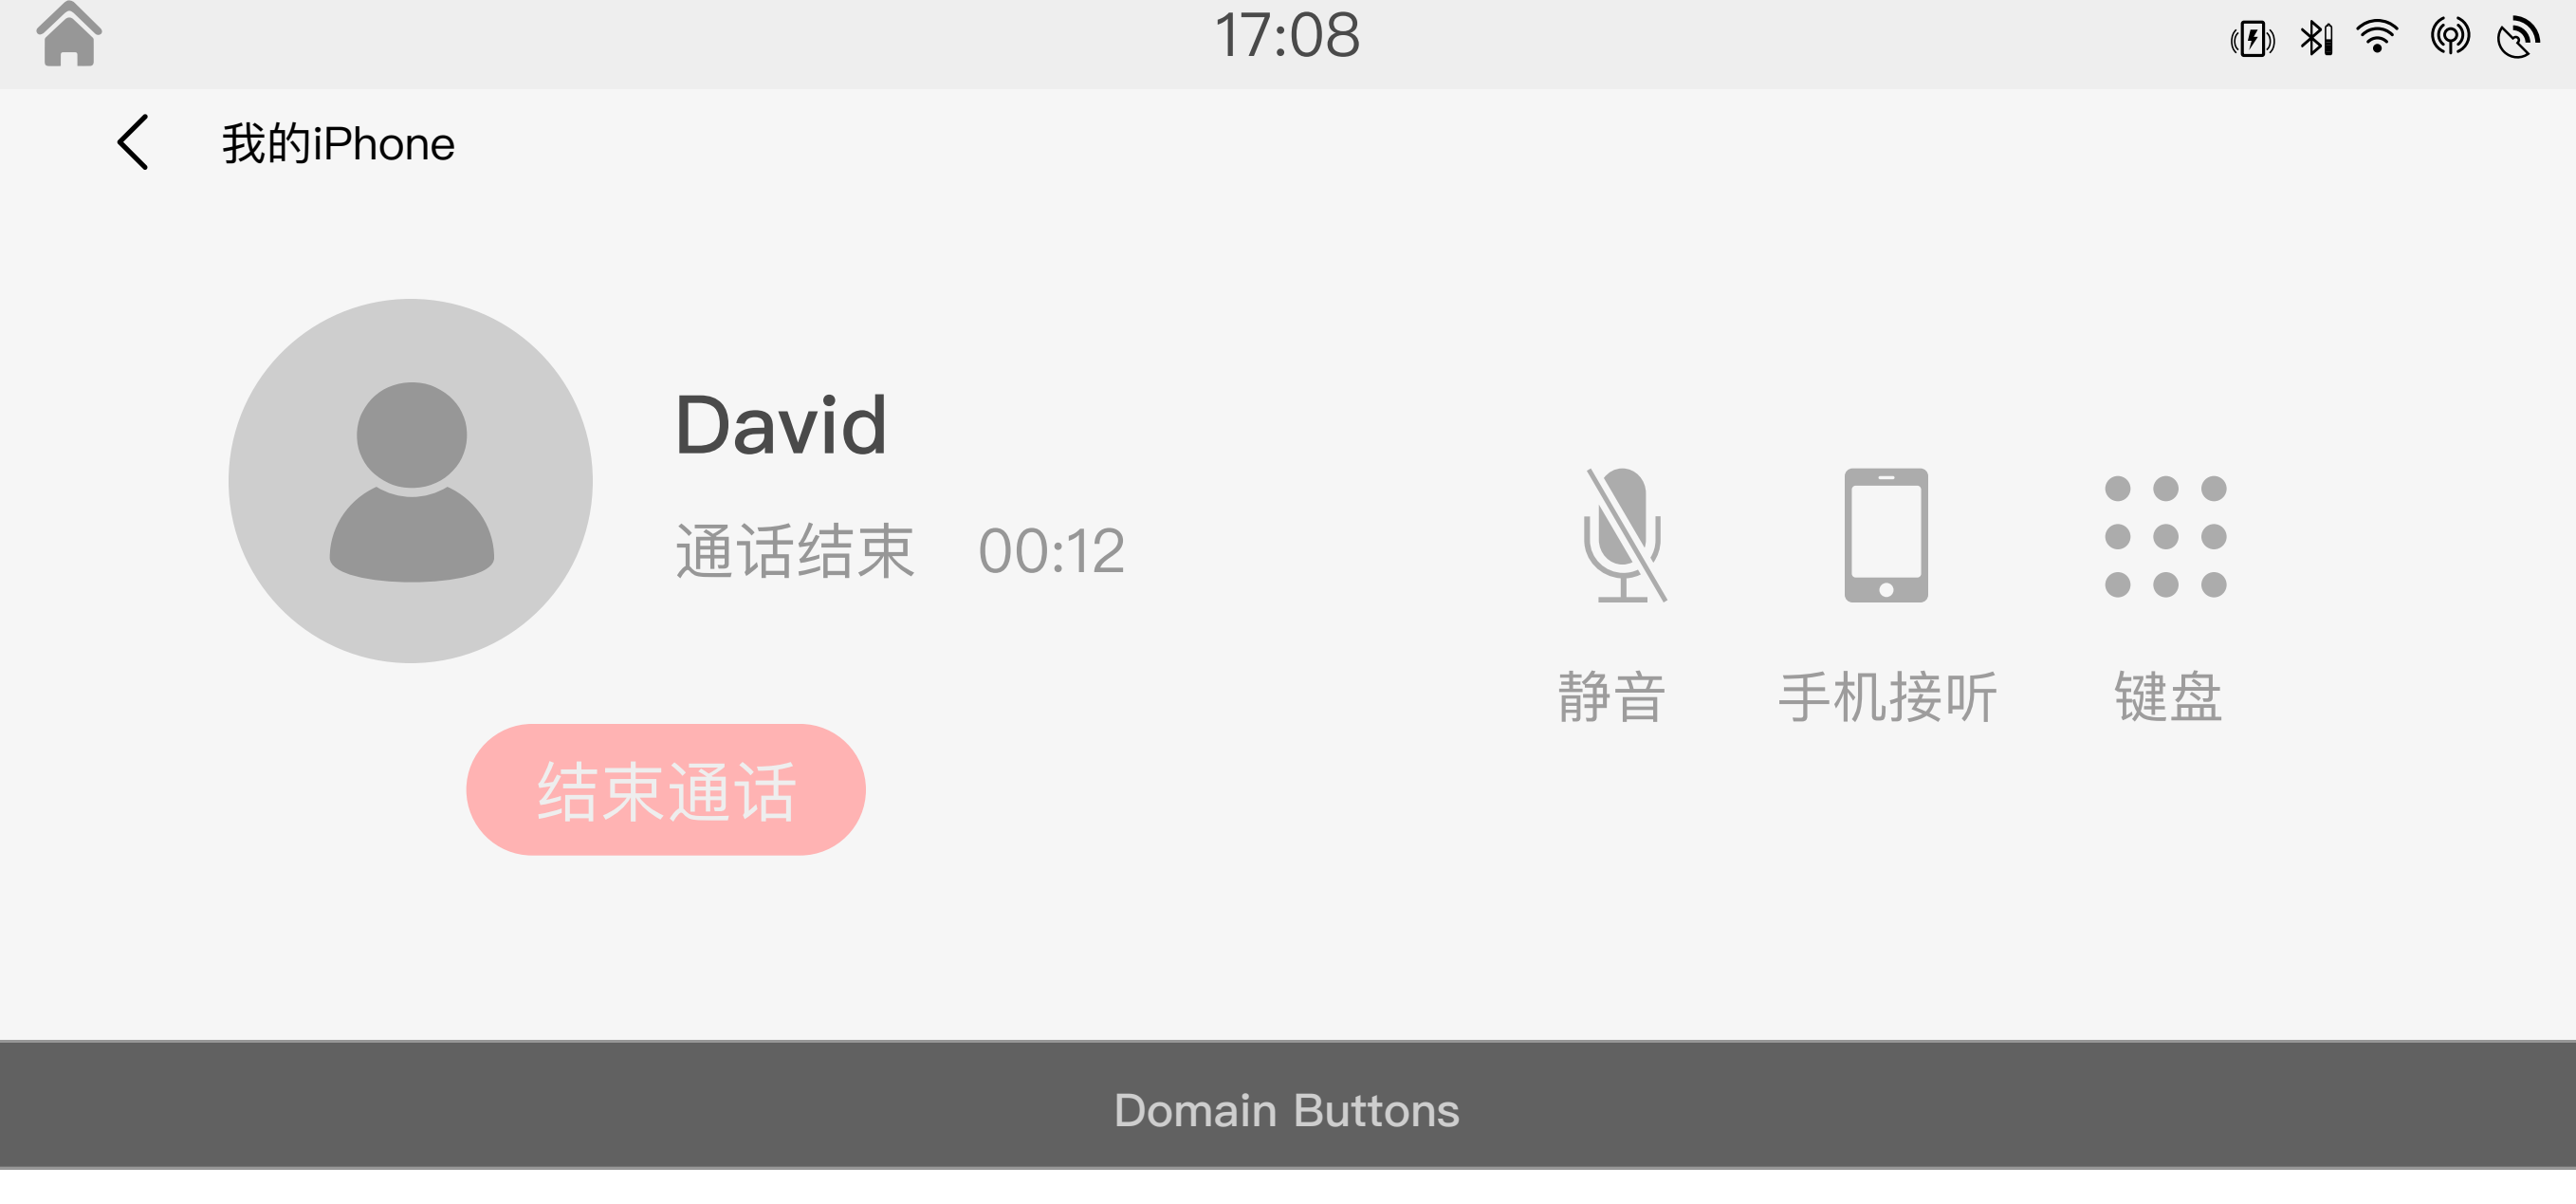 17:08
我的iPhone
David
通话结束 00:12
静音 手机接听 键盘
结束通话
Domain Buttons